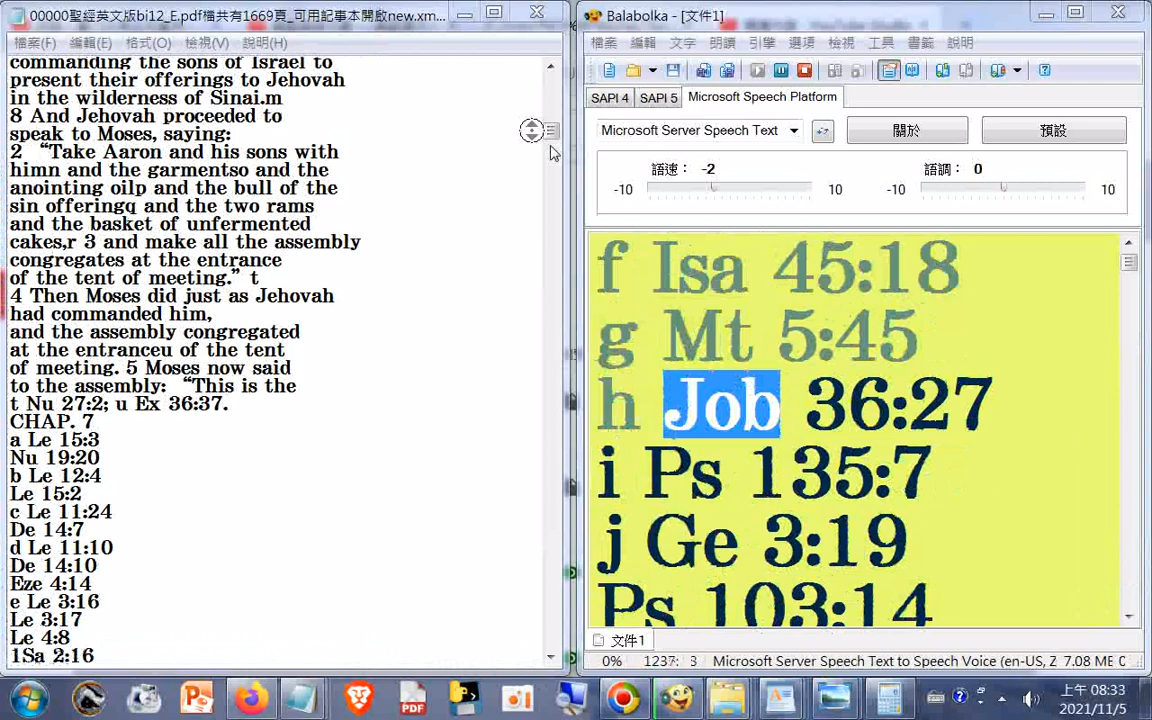 00000聖經英文版bi12_E.pdf檔共有1669頁_可用記事本開啟new.xm...
檔案(F) 編輯(E) 格式(O) 檢視(V) 說明(H)
commanding the sons of Israel to
present their offerings to Jehovah
in the wilderness of Sinai.m
8 And Jehovah proceeded to
speak to Moses, saying:
2 “Take Aaron and his sons with
himn and the garmentso and the
anointing oilp and the bull of the
sin offeringq and the two rams
and the basket of unfermented
cakes,r 3 and make all the assembly
congregates at the entrance
of the tent of meeting.” t
4 Then Moses did just as Jehovah
had commanded him,
and the assembly congregated
at the entranceu of the tent
of meeting. 5 Moses now said
to the assembly: “This is the
t Nu 27:2; u Ex 36:37.
CHAP. 7
a Le 15:3
Nu 19:20
b Le 12:4
Le 15:2
c Le 11:24
De 14:7
d Le 11:10
De 14:10
Eze 4:14
e Le 3:16
Le 3:17
Le 4:8
1Sa 2:16
Balabolka - [文件1]
檔案 編輯 文字 朗讀 引擎 選項 檢視 工具 書籤 說明
SAPI 4 SAPI 5 Microsoft Speech Platform
Microsoft Server Speech Text 關於 預設
語速: -2 語調: 0
-10 10 -10 10
f Isa 45:18
g Mt 5:45
h Job 36:27
i Ps 135:7
j Ge 3:19
Ps 103:14
文件1
0% 1237: 3 Microsoft Server Speech Text to Speech Voice (en-US, Z 7.08 MB
PDF
上午 08:33
2021/11/5